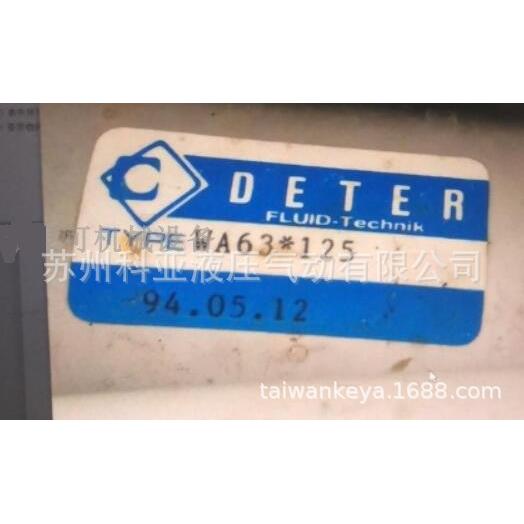 DETER
FLUID-Technik
TYPE WA63*125
苏州科亚液压气动有限公司
94.05.12
taiwankeya.1688.com